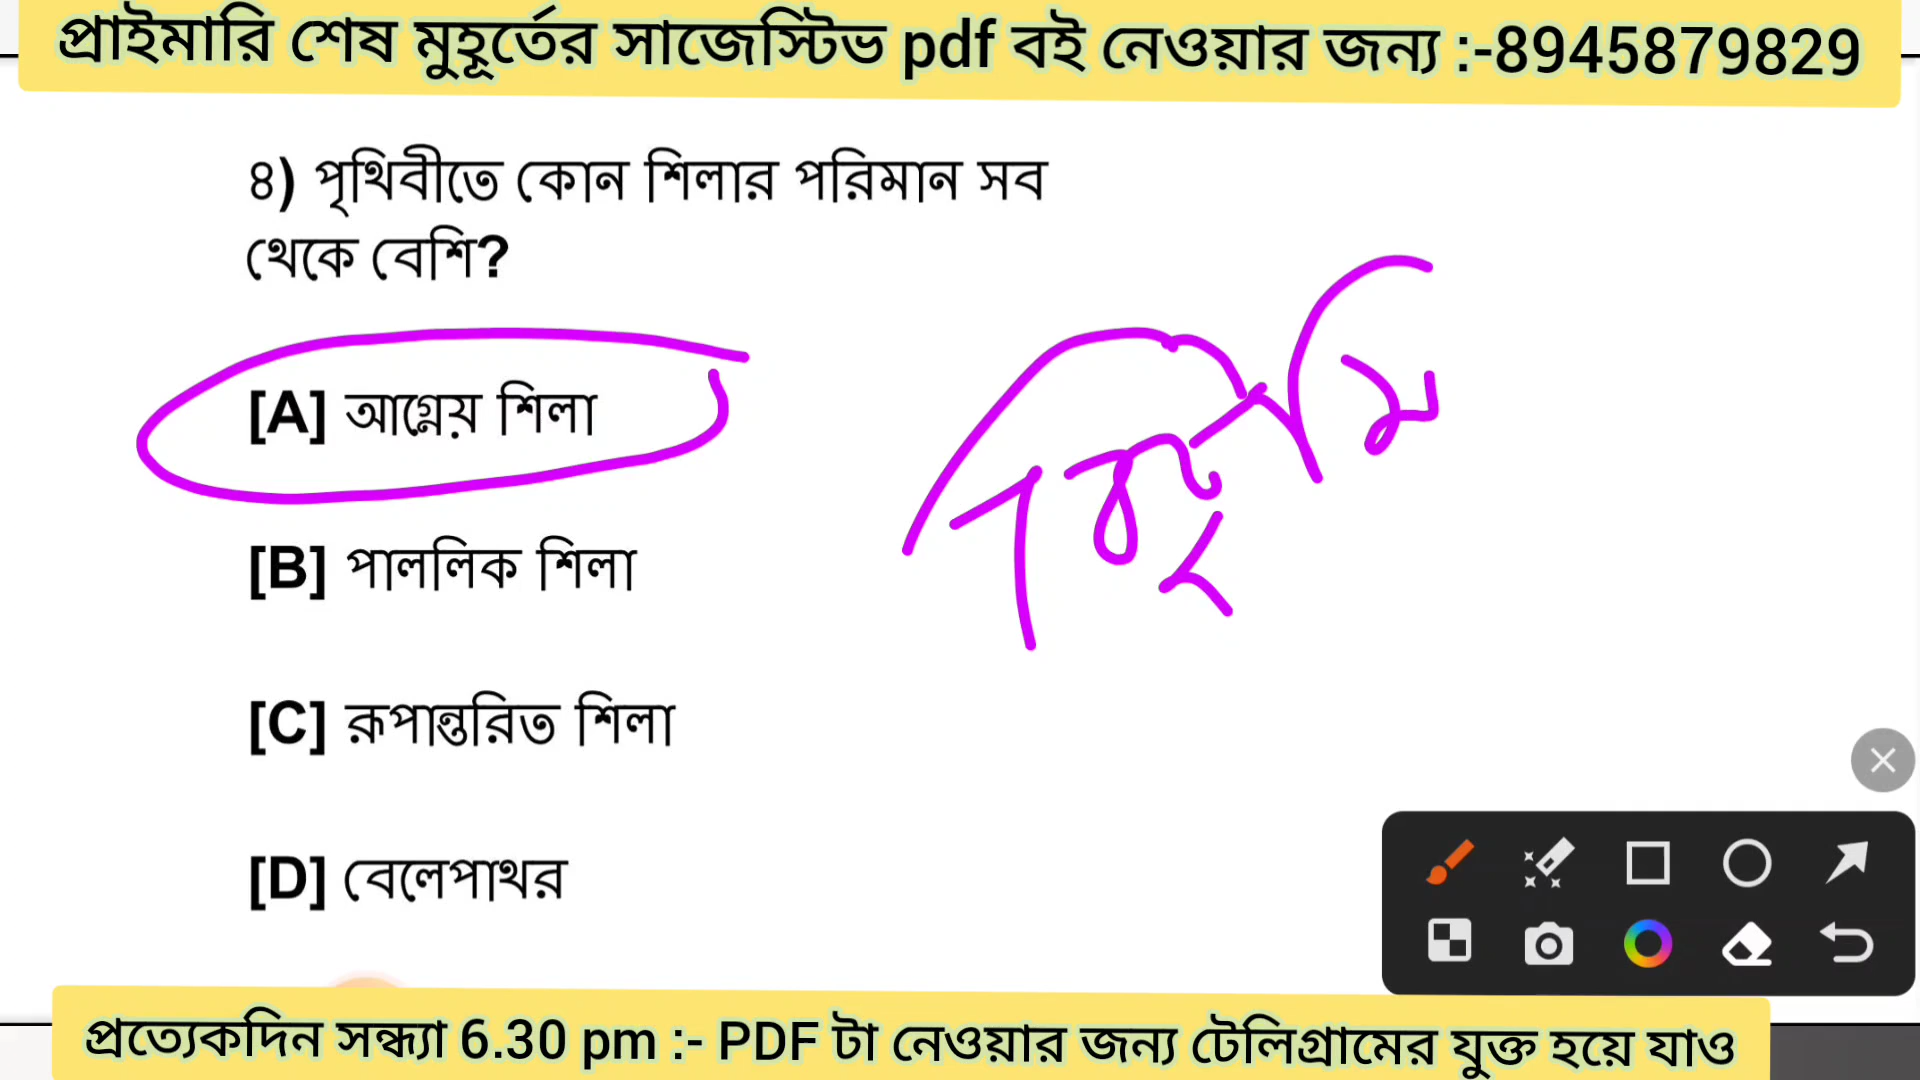 প্রাইমারি শেষ মুহূর্তের সাজেস্টিভ pdf বই নেওয়ার জন্য :-8945879829
৪) পৃথিবীতে কোন শিলার পরিমান সব
থেকে বেশি?
[A] আগ্নেয় শিলা
[B] পাললিক শিলা
[C] রূপান্তরিত শিলা
[D] বেলেপাথর
প্রত্যেকদিন সন্ধ্যা 6.30 pm :- PDF টা নেওয়ার জন্য টেলিগ্রামের যুক্ত হয়ে যাও